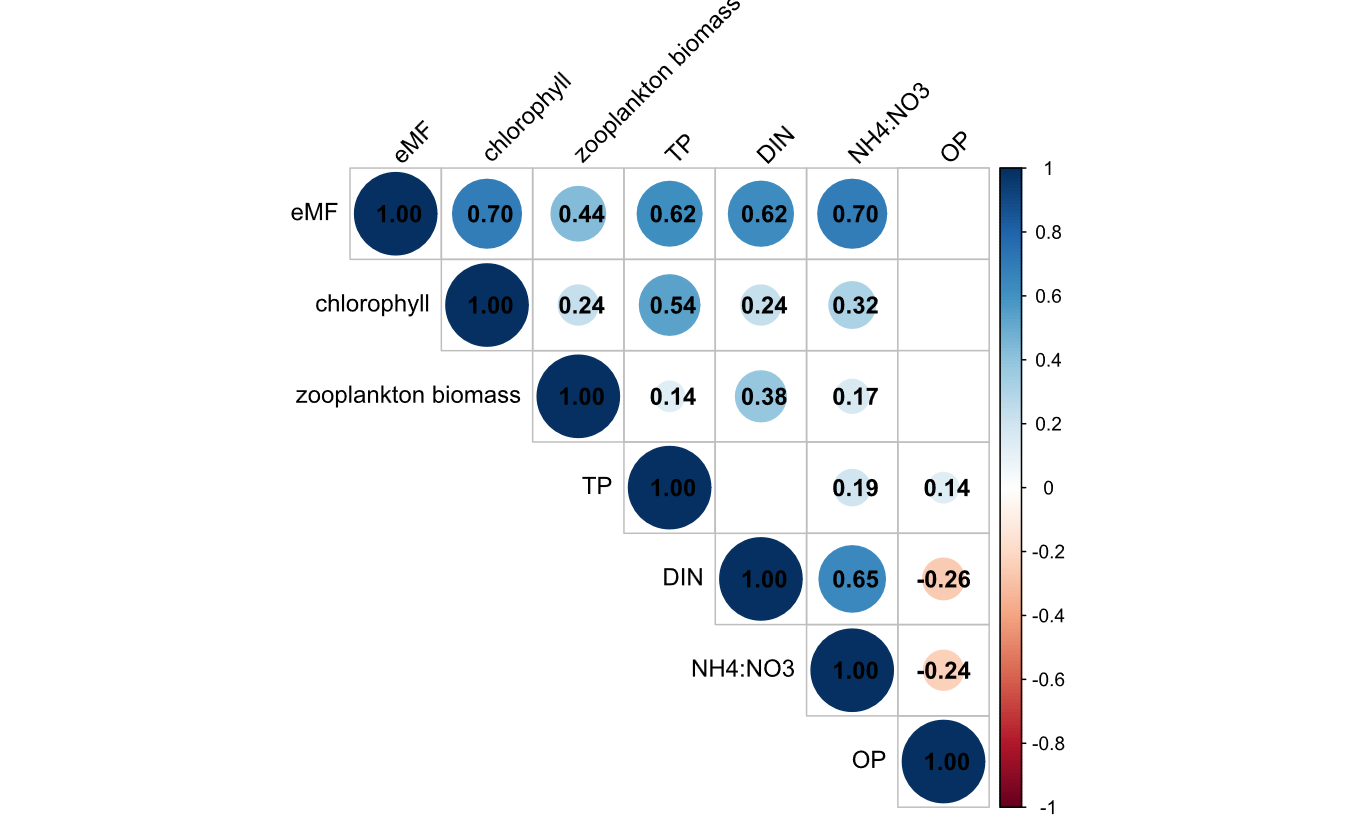 eMF
chlorophyll
zooplankton biomass
TP
DIN
NH4:NO3
OP
eMF 1.00 0.70 0.44 0.62 0.62 0.70
chlorophyll 1.00 0.24 0.54 0.24 0.32
zooplankton biomass 1.00 0.14 0.38 0.17
TP 1.00 0.19 0.14
DIN 1.00 0.65 -0.26
NH4:NO3 1.00 -0.24
OP 1.00
1
0.8
0.6
0.4
0.2
0
-0.2
-0.4
-0.6
-0.8
-1